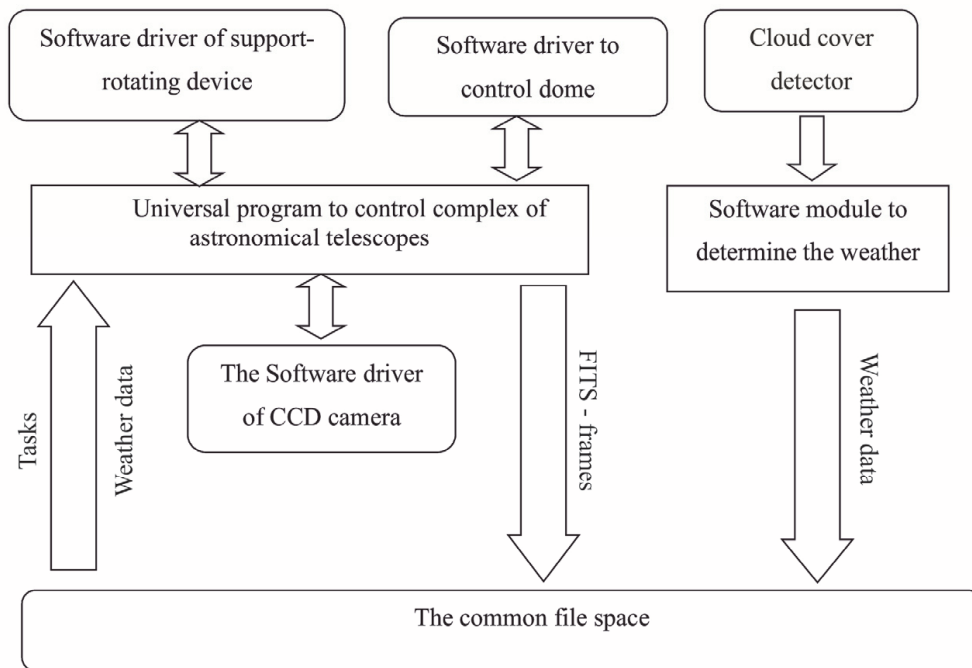 Software driver of support-
rotating device
Software driver to
control dome
Cloud cover
detector
Universal program to control complex of
astronomical telescopes
Software module to
determine the weather
The Software driver
of CCD camera
Tasks
Weather data
FITS - frames
Weather data
The common file space